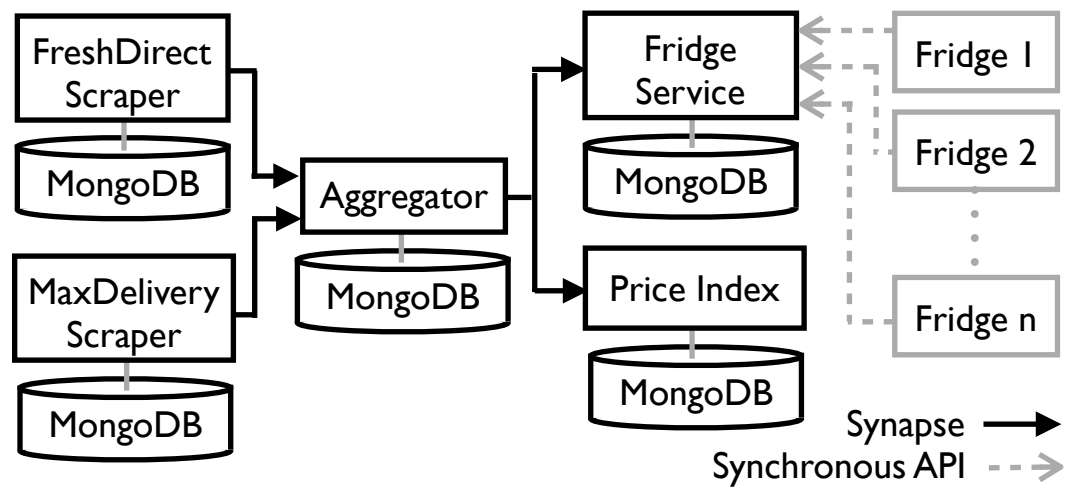 FreshDirect
Scraper
MongoDB
MaxDelivery
Scraper
MongoDB
Aggregator
MongoDB
Fridge
Service
MongoDB
Price Index
MongoDB
Fridge 1
Fridge 2
Fridge n
Synapse
Synchronous API